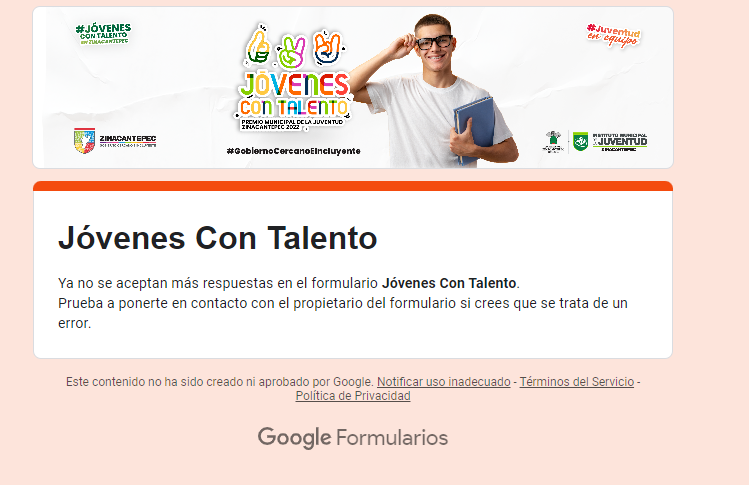 #JÓVENES
CON TALENTO
EN ZINACANTEPEC
#Juventud
en equipo
JÓVENES
CON TALENTO
PREMIO MUNICIPAL DE LA JUVENTUD
ZINACANTEPEC 2022
ZINACANTEPEC
#GobiernoCercanoEIncluyente
INSTITUTO MUNICIPAL
JUVENTUD
ZINACANTEPEC
Jóvenes Con Talento
Ya no se aceptan más respuestas en el formulario Jóvenes Con Talento.
Prueba a ponerte en contacto con el propietario del formulario si crees que se trata de un
error.
Este contenido no ha sido creado ni aprobado por Google. Notificar uso inadecuado - Términos del Servicio -
Política de Privacidad
Google Formularios